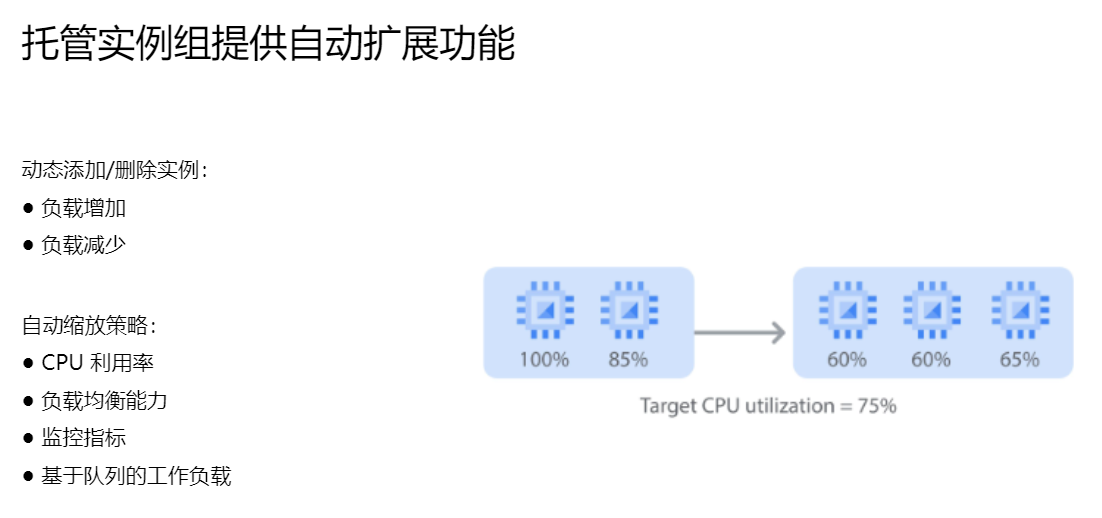 托管实例组提供自动扩展功能
动态添加/删除实例：
● 负载增加
● 负载减少
自动缩放策略：
● CPU 利用率
● 负载均衡能力
● 监控指标
● 基于队列的工作负载
100% 85% 60% 60% 65%
Target CPU utilization = 75%